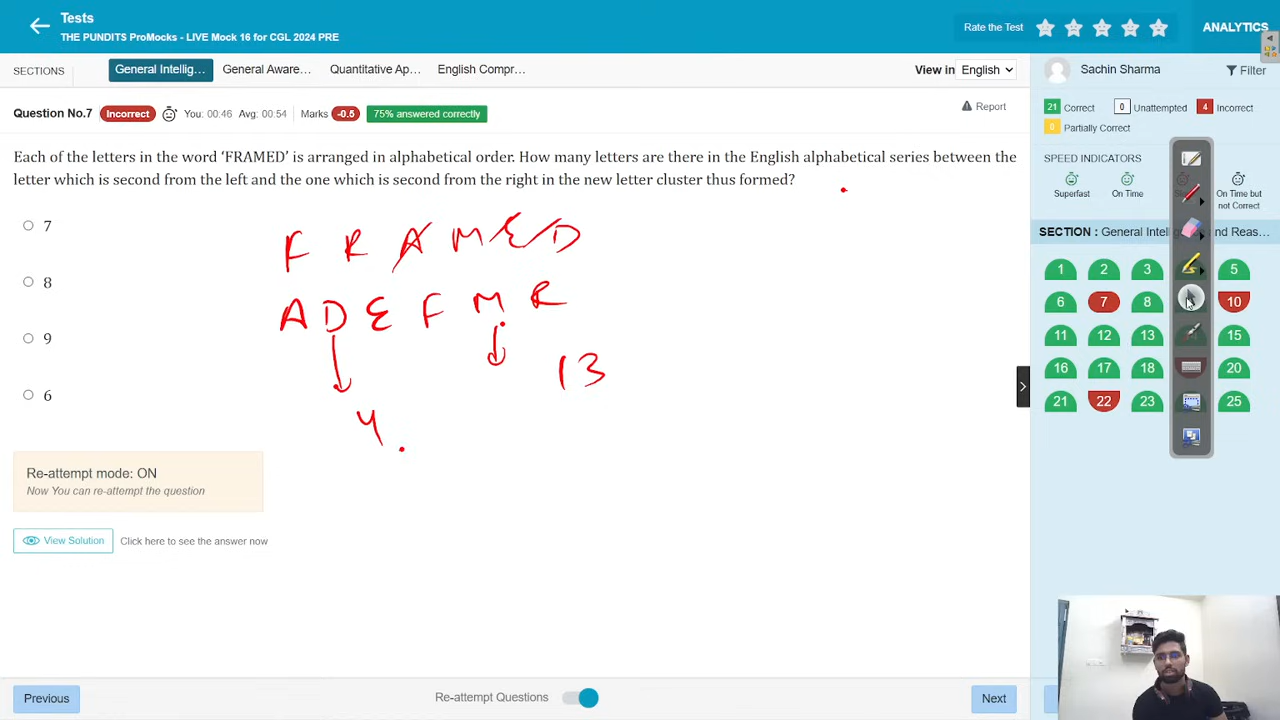 Tests
THE PUNDITS ProMocks - LIVE Mock 16 for CGL 2024 PRE
Rate the Test
ANALYTICS
SECTIONS
General Intellig...
General Aware...
Quantitative Ap...
English Compr...
View in English
Sachin Sharma
Filter
Question No.7 Incorrect You: 00:46 Avg: 00:54 Marks -0.5 75% answered correctly
Report
21 Correct 0 Unattempted 4 Incorrect
0 Partially Correct
Each of the letters in the word ‘FRAMED’ is arranged in alphabetical order. How many letters are there in the English alphabetical series between the
letter which is second from the left and the one which is second from the right in the new letter cluster thus formed?
SPEED INDICATORS
Superfast On Time On Time but
not Correct
7
8
9
6
F R A M E D
A D E F M R
13
4
SECTION : General Intelligence and Reas...
1 2 3 5
6 7 8 10
11 12 13 15
16 17 18 20
21 22 23 25
Re-attempt mode: ON
Now You can re-attempt the question
View Solution Click here to see the answer now
Previous
Re-attempt Questions
Next